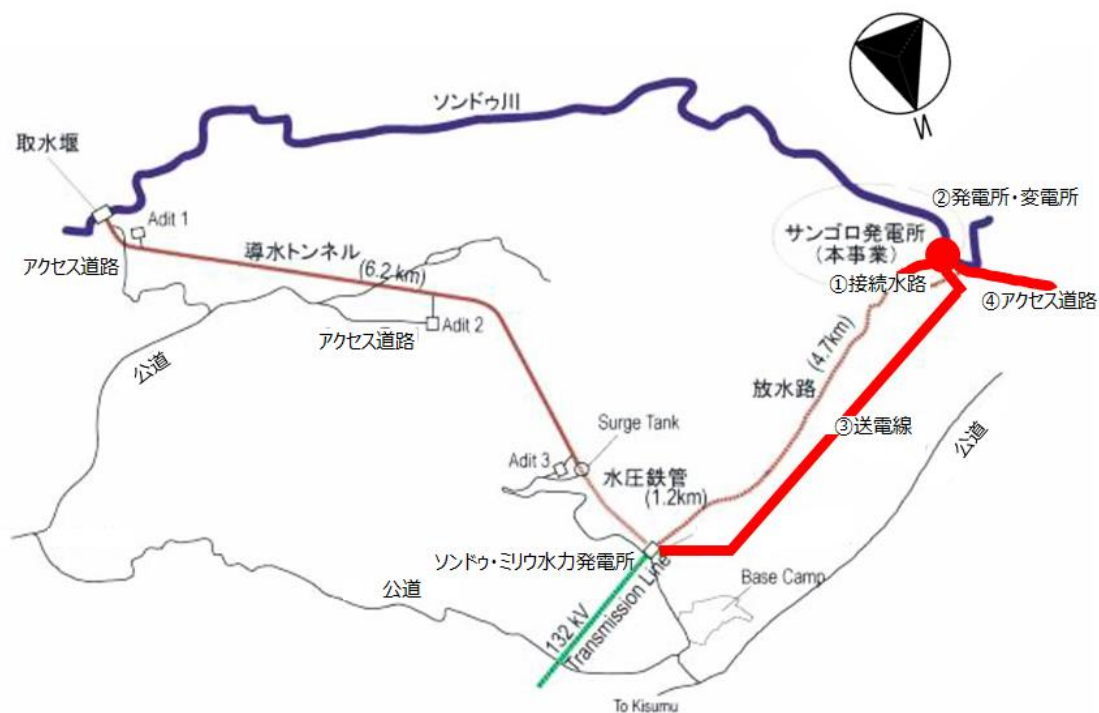 N
ソンドゥ川
取水堰
Adit 1
②発電所・変電所
サンゴロ発電所
(本事業)
アクセス道路
導水トンネル
(6.2 km)
①接続水路
④アクセス道路
Adit 2
アクセス道路
公道
(4.7km)
放水路
③送電線
公道
Surge Tank
Adit 3
水圧鉄管
(1.2km)
ソンドゥ・ミリウ水力発電所
公道
Base Camp
132 kV
Transmission Line
To Kisumu